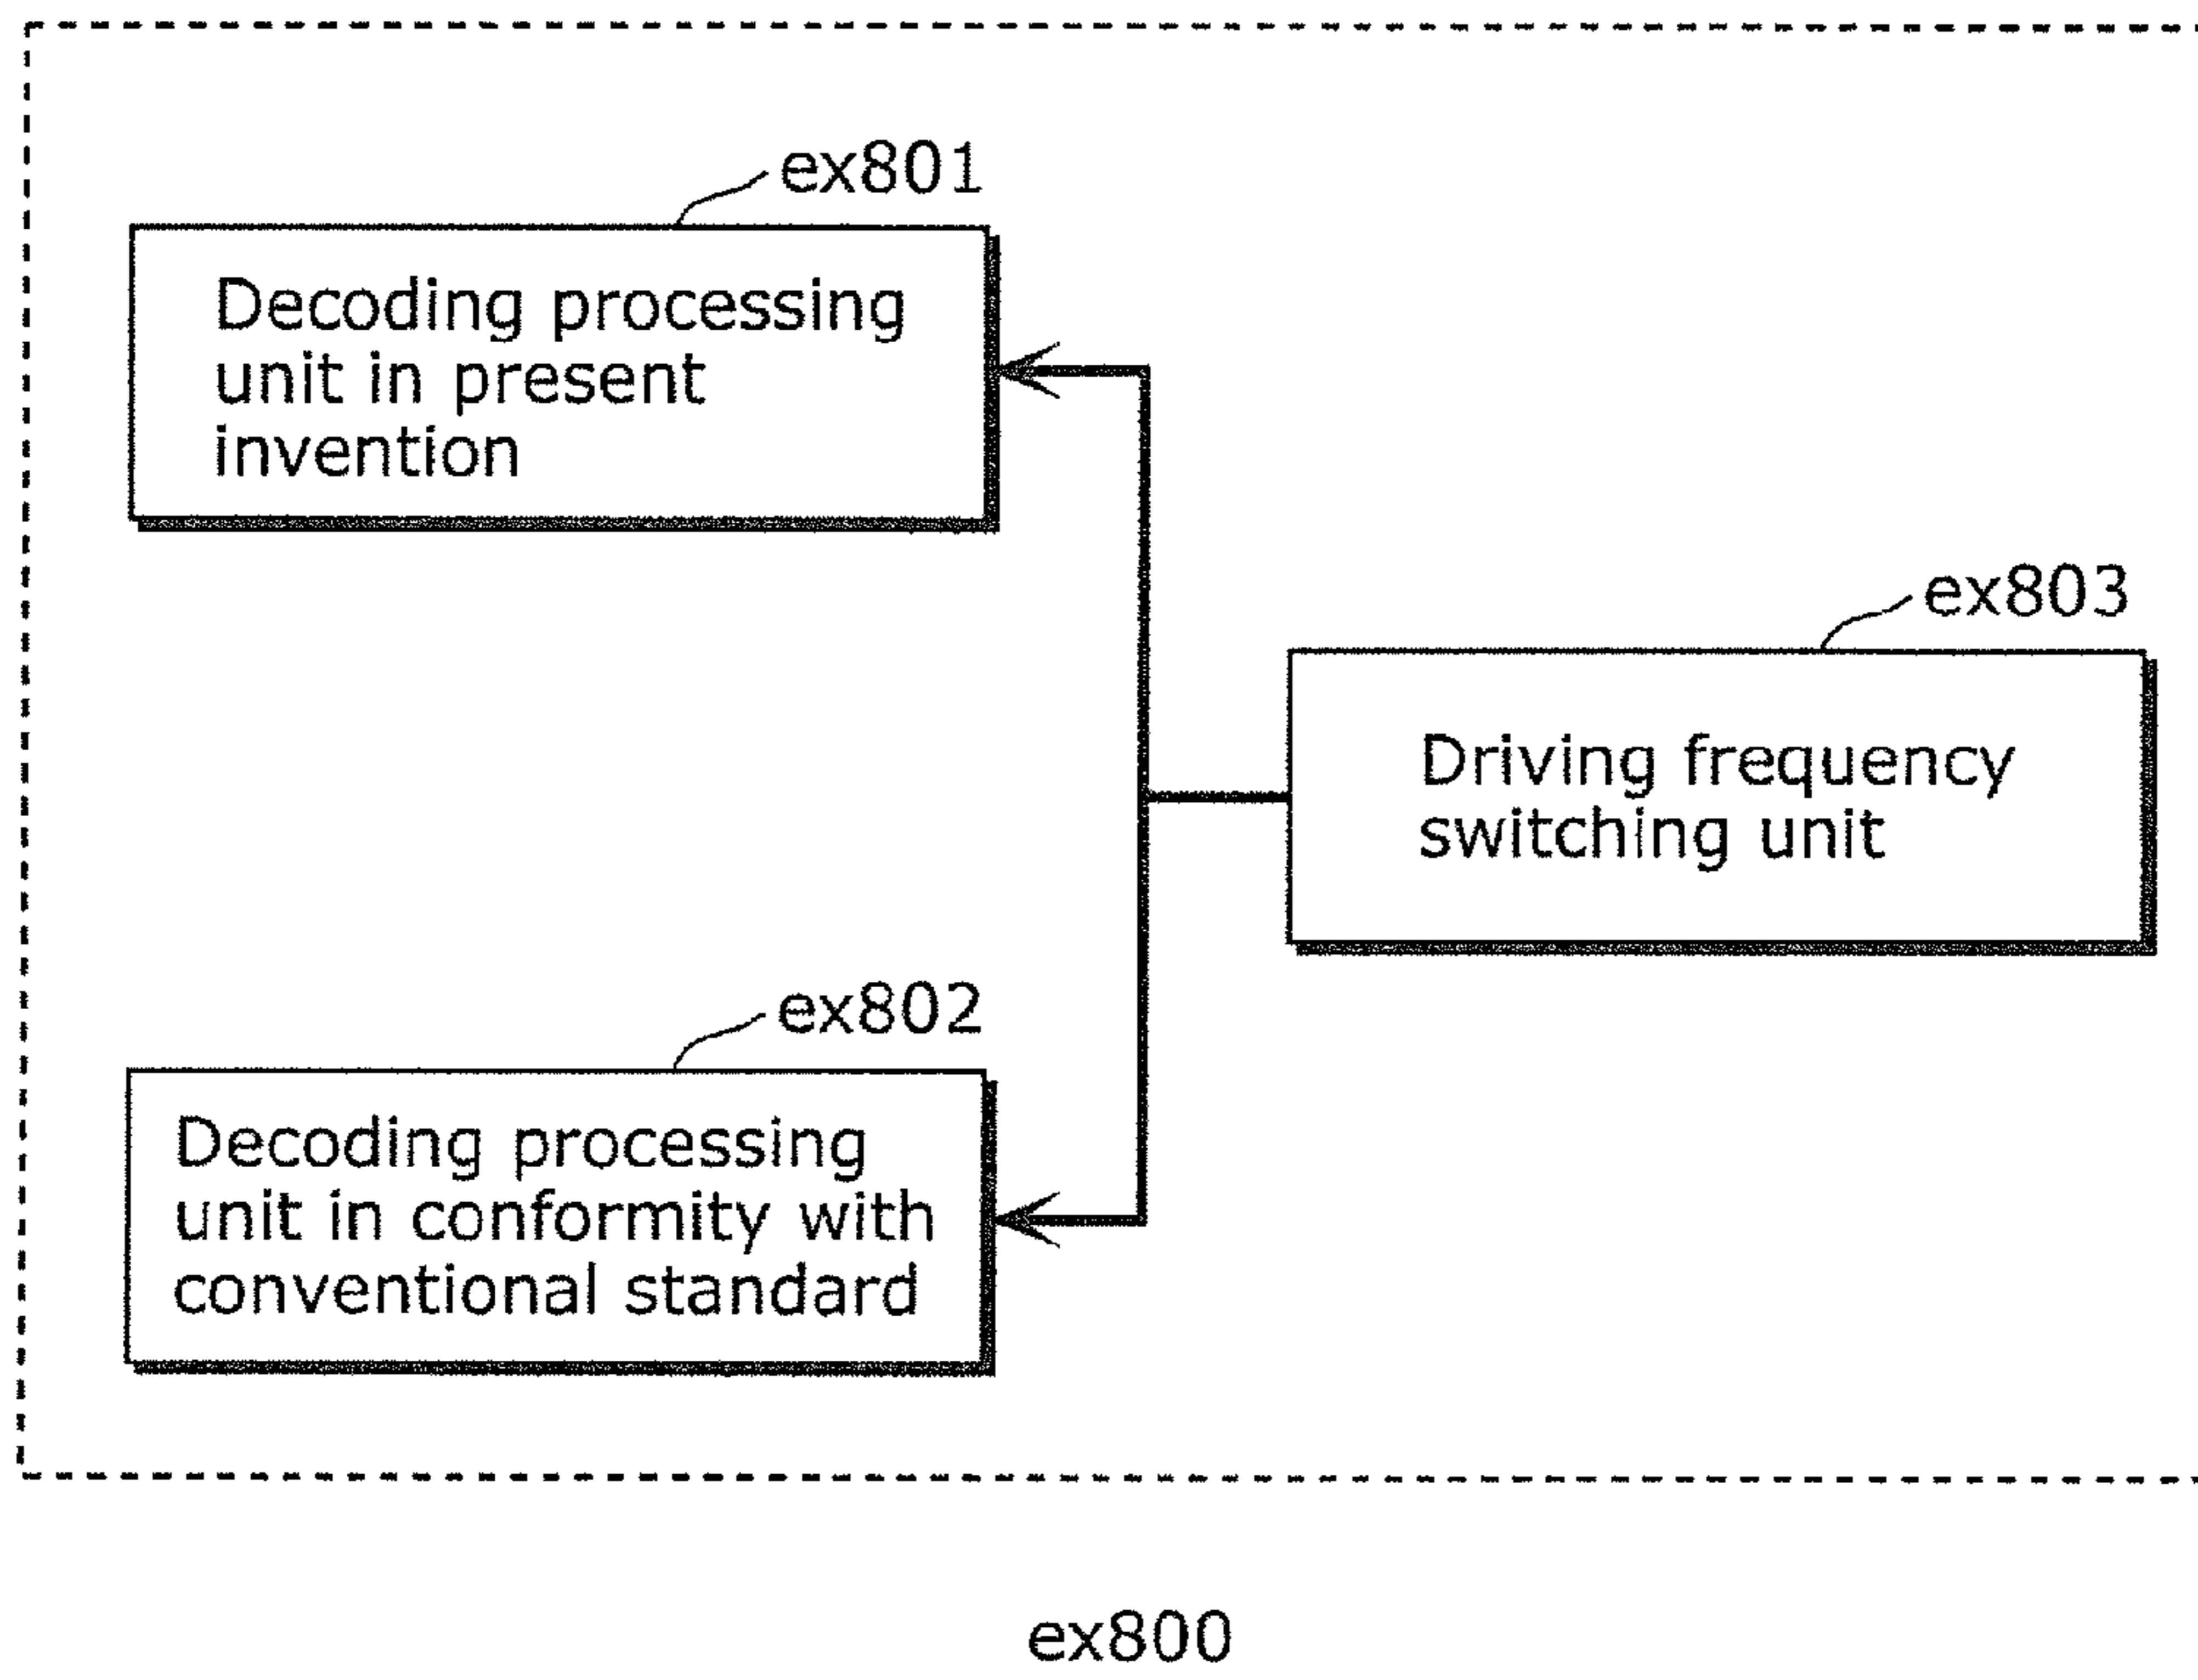 ex801
Decoding processing
unit in present
invention
ex803
Driving frequency
switching unit
ex802
Decoding processing
unit in conformity with
conventional standard
ex800